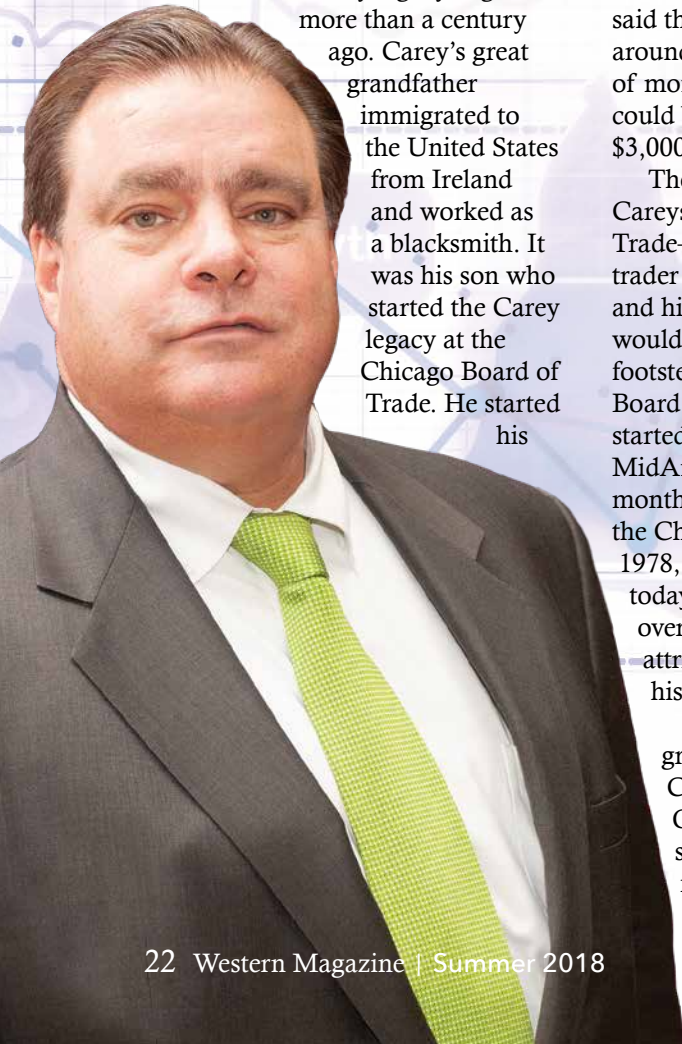 more than a century
ago. Carey’s great
grandfather
immigrated to
the United States
from Ireland
and worked as
a blacksmith. It
was his son who
started the Carey
legacy at the
Chicago Board of
Trade. He started
his
said th
around
of mo
could
$3,000
The
Careys
Trade–
trader
and hi
would
footste
Board
started
MidA
month
the Ch
1978,
today
over
attr
his
gr
22 Western Magazine | Summer 2018